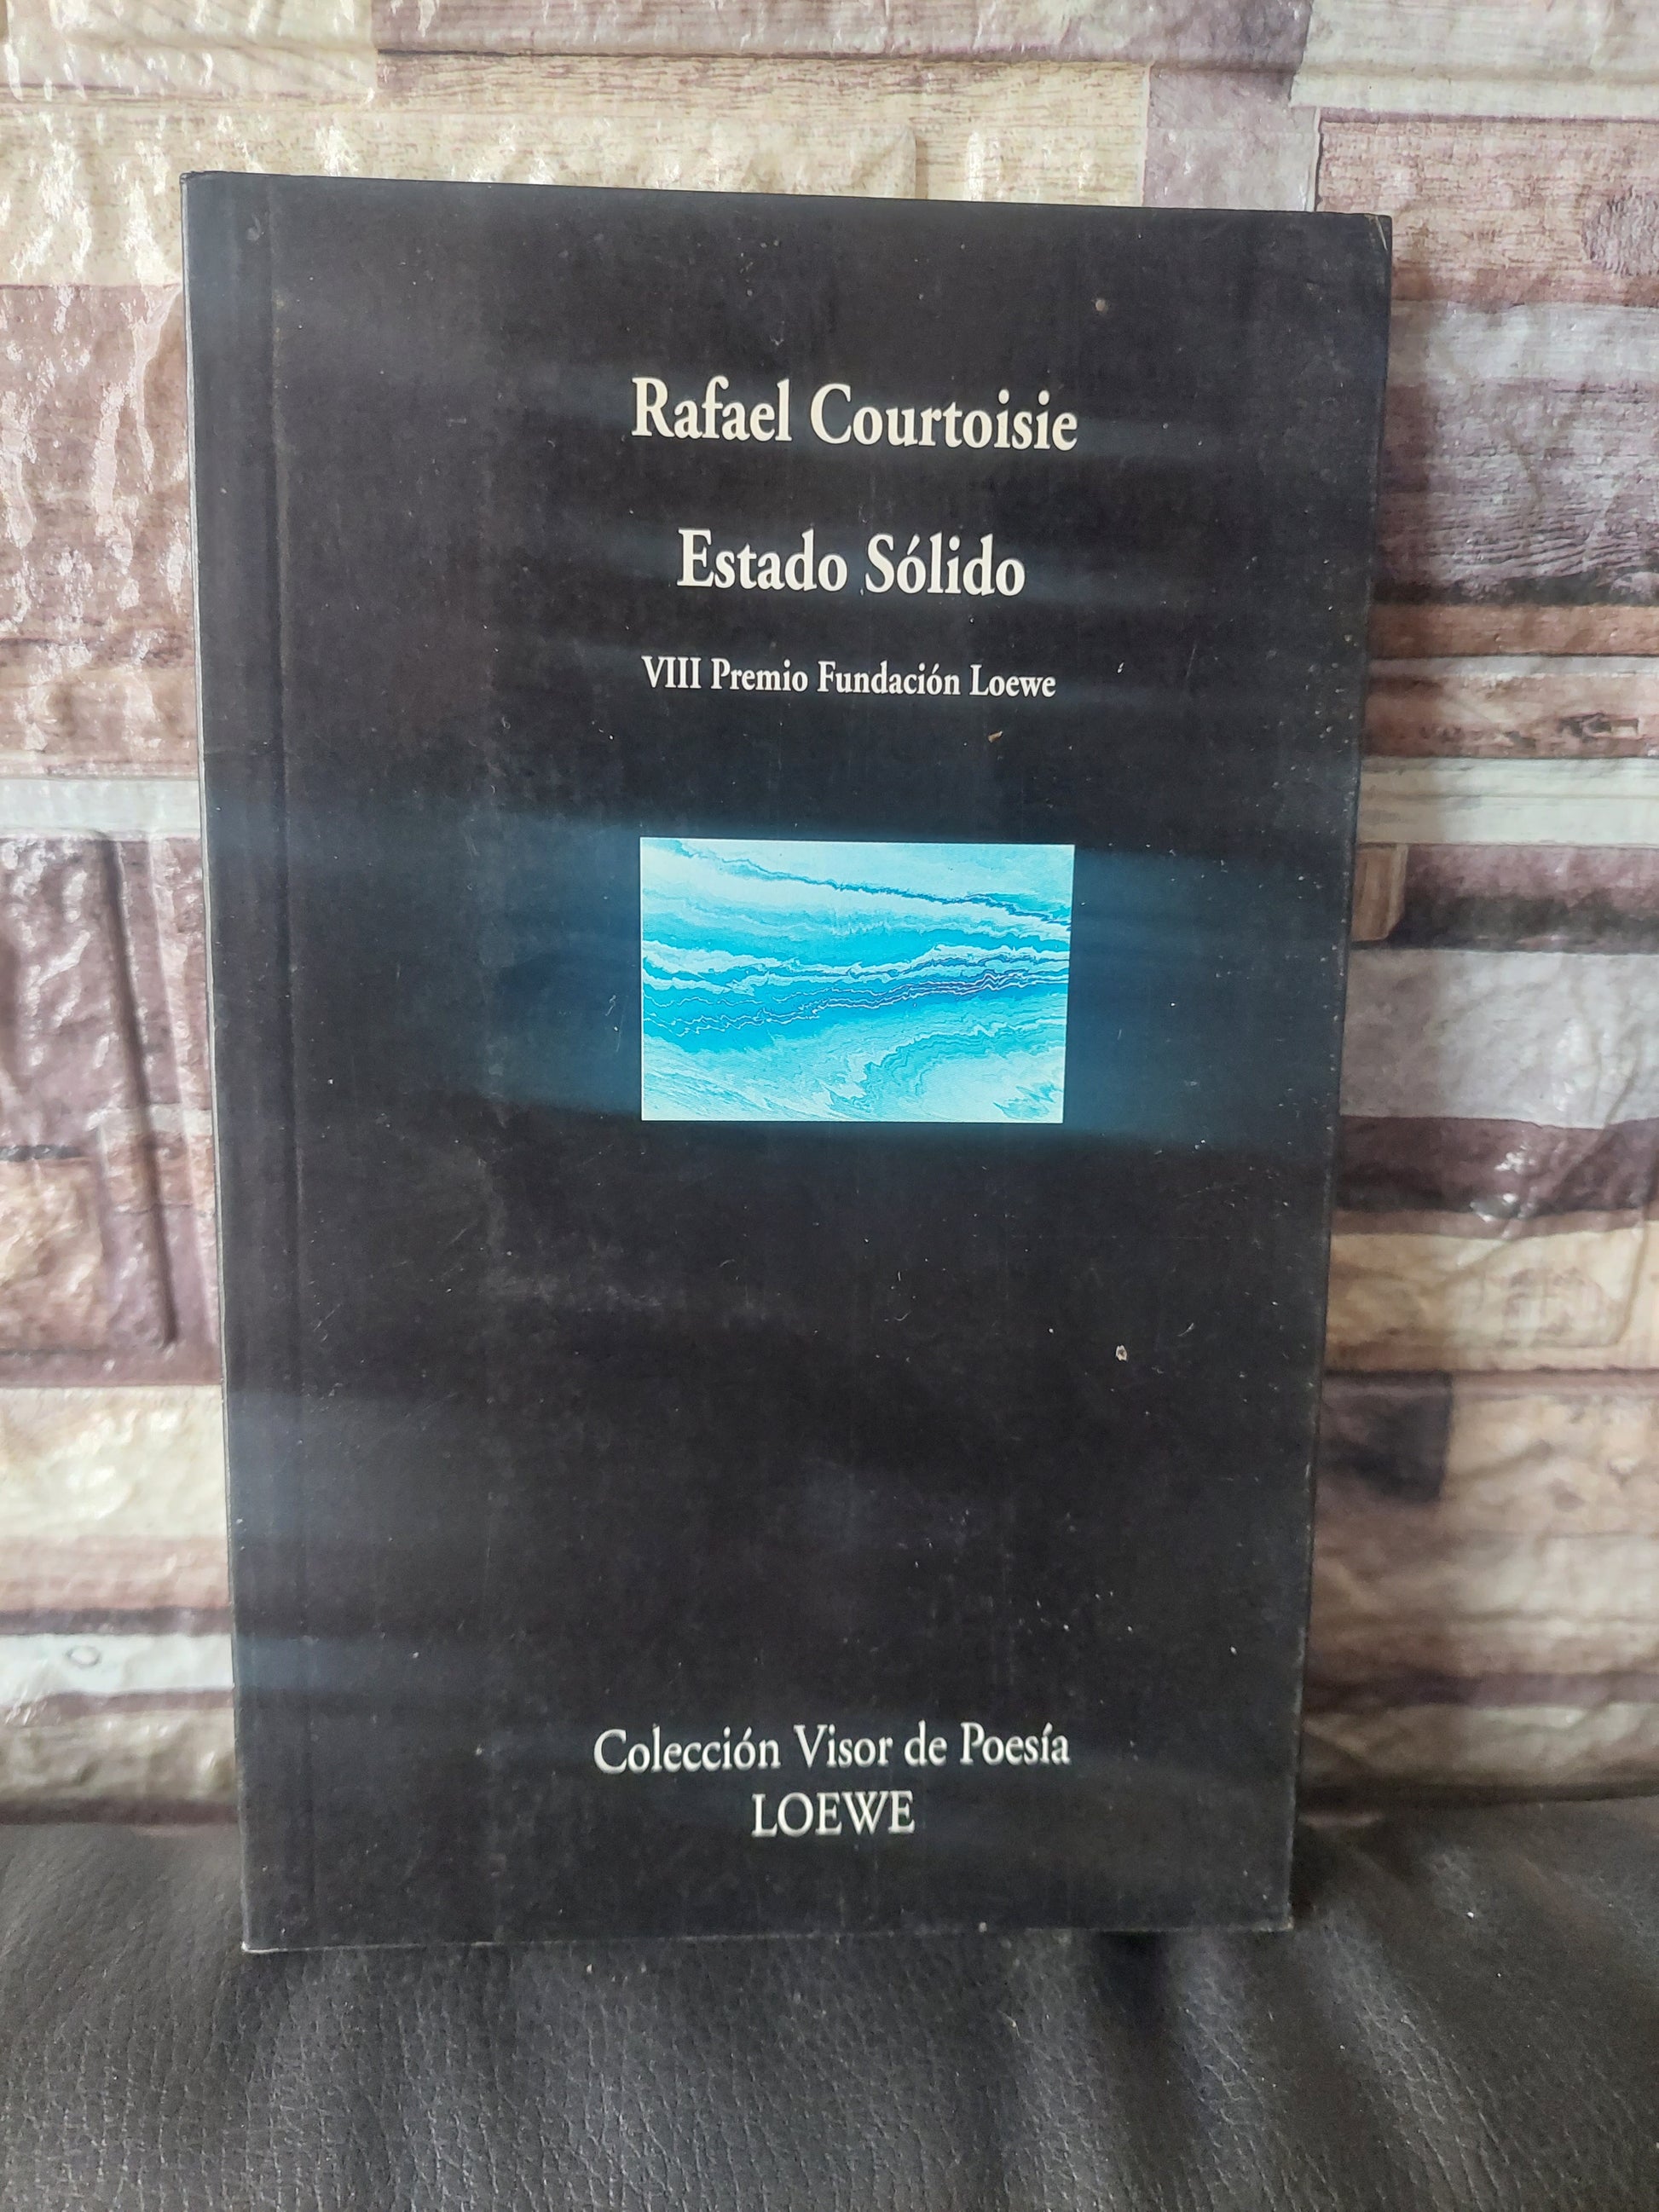 Rafael Courtoisie
Estado Sólido
VIII Premio Fundación Loewe
Colección Visor de Poesía
LOEWE